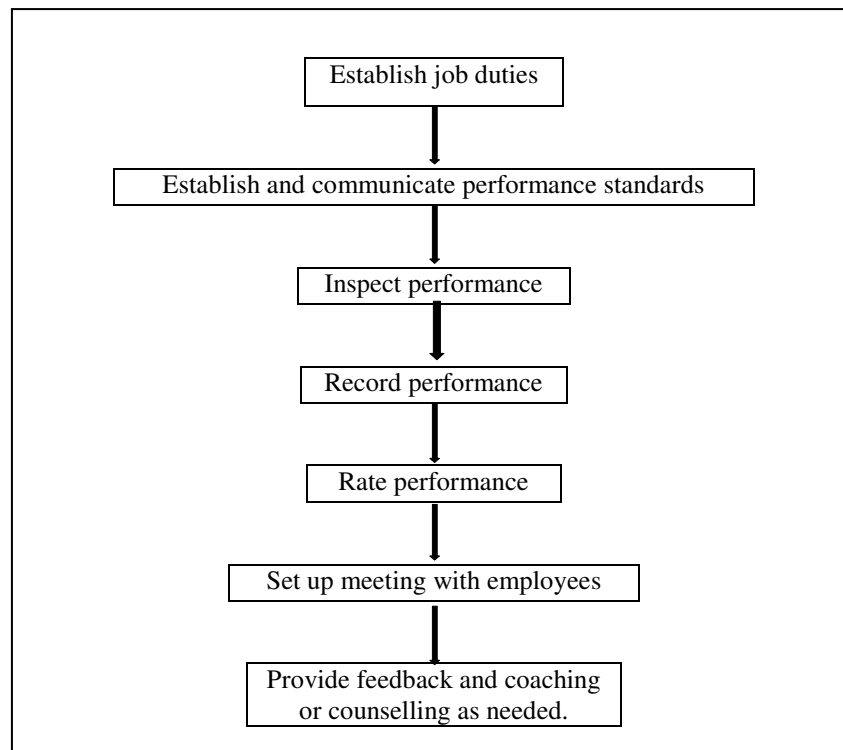 Establish job duties
Establish and communicate performance standards
Inspect performance
Record performance
Rate performance
Set up meeting with employees
Provide feedback and coaching
or counselling as needed.